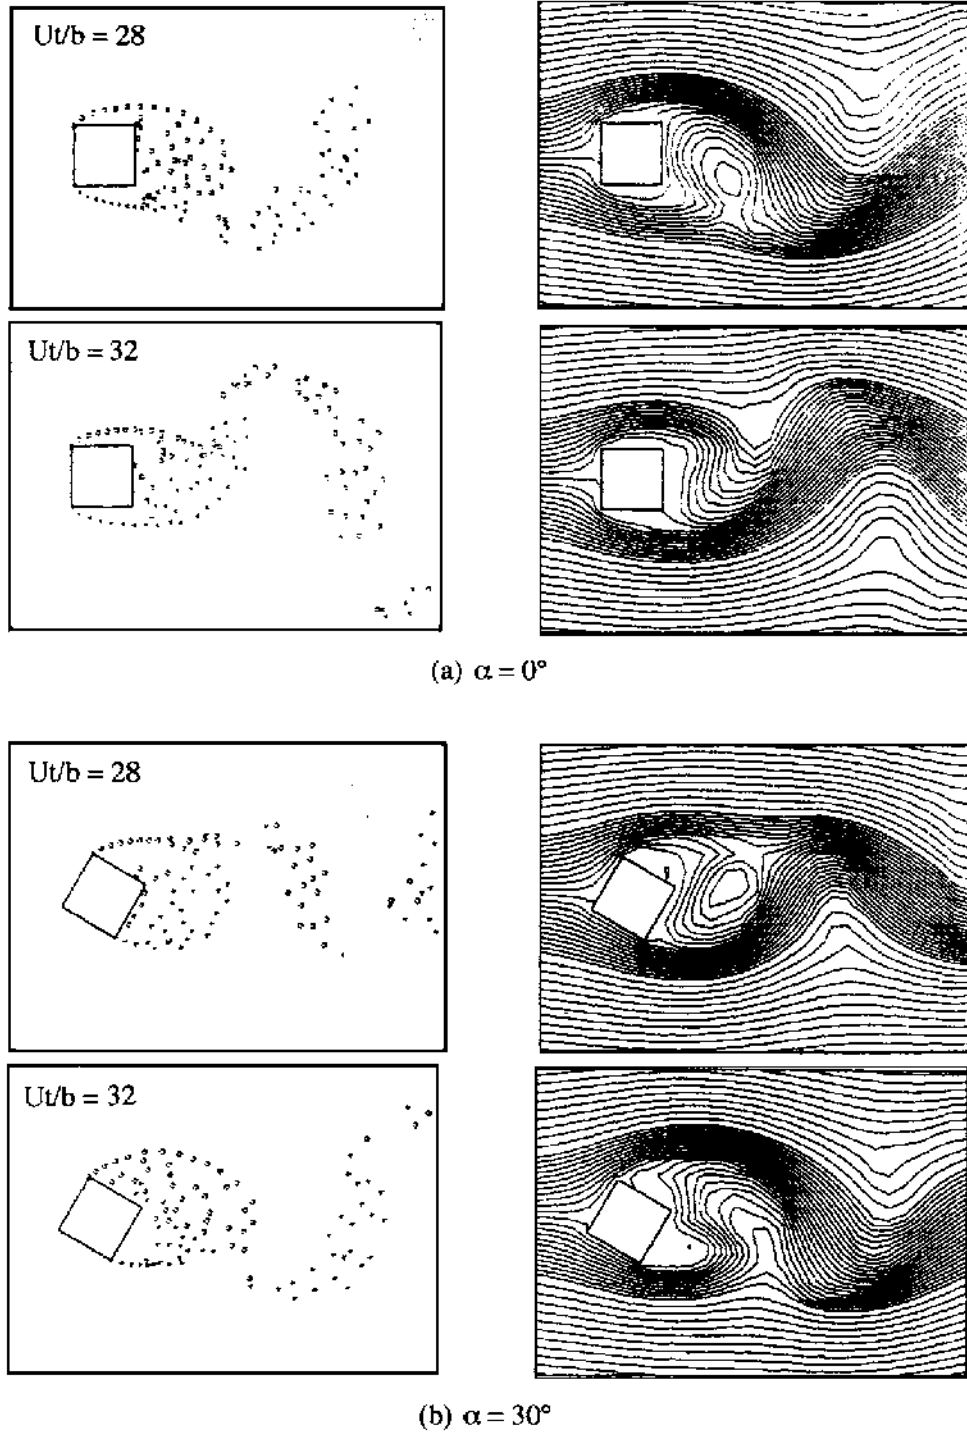 Ut/b = 28
Ut/b = 32
(a) α = 0°
Ut/b = 28
Ut/b = 32
(b) α = 30°